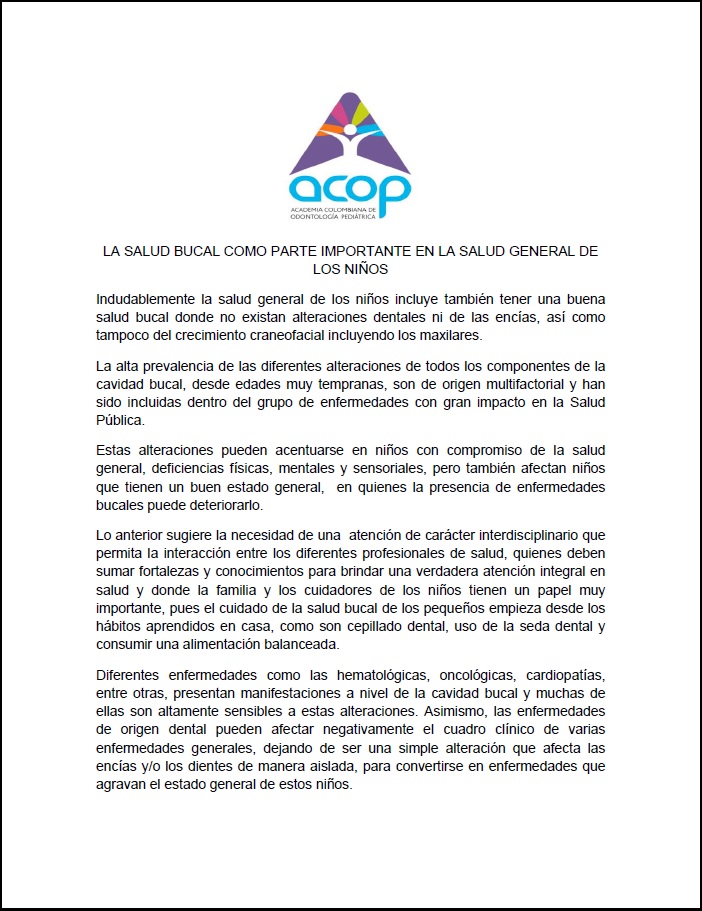 acop
ACADEMIA COLOMBIANA DE
ODONTOLOGÍA PEDIÁTRICA
LA SALUD BUCAL COMO PARTE IMPORTANTE EN LA SALUD GENERAL DE
LOS NIÑOS
Indudablemente la salud general de los niños incluye también tener una buena
salud bucal donde no existan alteraciones dentales ni de las encías, así como
tampoco del crecimiento craneofacial incluyendo los maxilares.
La alta prevalencia de las diferentes alteraciones de todos los componentes de la
cavidad bucal, desde edades muy tempranas, son de origen multifactorial y han
sido incluidas dentro del grupo de enfermedades con gran impacto en la Salud
Pública.
Estas alteraciones pueden acentuarse en niños con compromiso de la salud
general, deficiencias físicas, mentales y sensoriales, pero también afectan niños
que tienen un buen estado general, en quienes la presencia de enfermedades
bucales puede deteriorarlo.
Lo anterior sugiere la necesidad de una atención de carácter interdisciplinario que
permita la interacción entre los diferentes profesionales de salud, quienes deben
sumar fortalezas y conocimientos para brindar una verdadera atención integral en
salud y donde la familia y los cuidadores de los niños tienen un papel muy
importante, pues el cuidado de la salud bucal de los pequeños empieza desde los
hábitos aprendidos en casa, como son cepillado dental, uso de la seda dental y
consumir una alimentación balanceada.
Diferentes enfermedades como las hematológicas, oncológicas, cardiopatías,
entre otras, presentan manifestaciones a nivel de la cavidad bucal y muchas de
ellas son altamente sensibles a estas alteraciones. Asimismo, las enfermedades
de origen dental pueden afectar negativamente el cuadro clínico de varias
enfermedades generales, dejando de ser una simple alteración que afecta las
encías y/o los dientes de manera aislada, para convertirse en enfermedades que
agravan el estado general de estos niños.